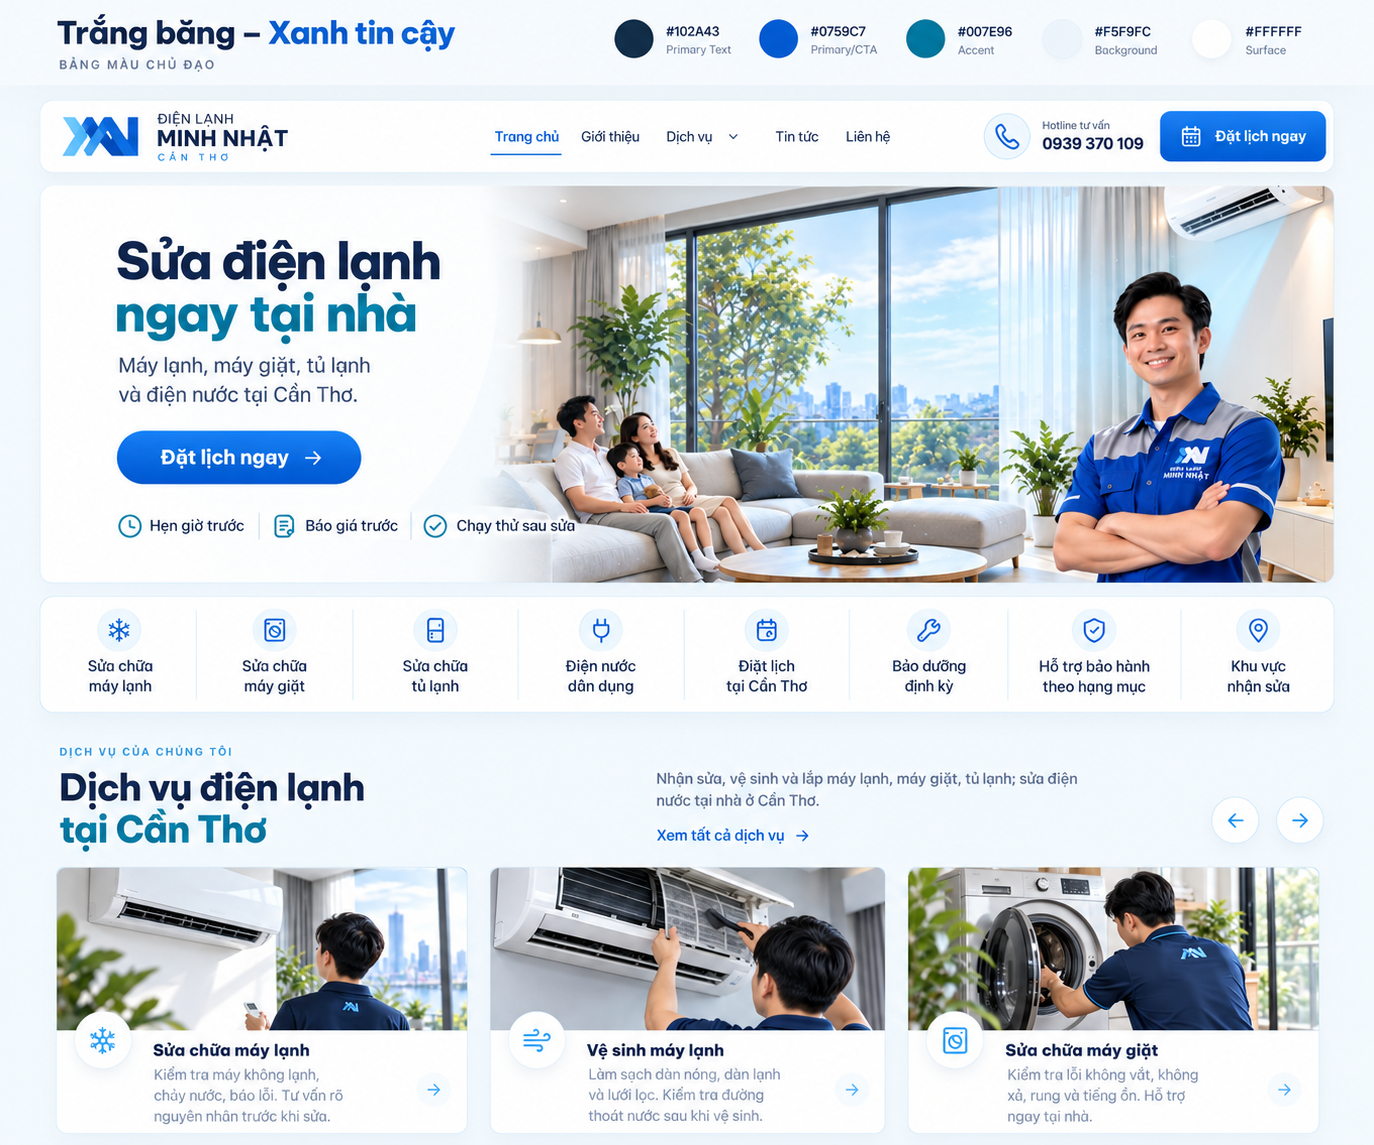 Trắng băng – Xanh tin cậy
BẢNG MÀU CHỦ ĐẠO
#102A43
Primary Text
#0759C7
Primary/CTA
#007E96
Accent
#F5F9FC
Background
#FFFFFF
Surface
ĐIỆN LẠNH
MINH NHẬT
CẦN THƠ
Trang chủ
Giới thiệu
Dịch vụ
Tin tức
Liên hệ
Hotline tư vấn
0939 370 109
Đặt lịch ngay
Sửa điện lạnh
ngay tại nhà
Máy lạnh, máy giặt, tủ lạnh
và điện nước tại Cần Thơ.
Đặt lịch ngay
Hẹn giờ trước
Báo giá trước
Chạy thử sau sửa
MINH NHẬT
Sửa chữa
máy lạnh
Sửa chữa
máy giặt
Sửa chữa
tủ lạnh
Điện nước
dân dụng
Điặt lịch
tại Cần Thơ
Bảo dưỡng
định kỳ
Hỗ trợ bảo hành
theo hạng mục
Khu vực
nhận sửa
DỊCH VỤ CỦA CHÚNG TÔI
Dịch vụ điện lạnh
tại Cần Thơ
Nhận sửa, vệ sinh và lắp máy lạnh, máy giặt, tủ lạnh; sửa điện
nước tại nhà ở Cần Thơ.
Xem tất cả dịch vụ
Sửa chữa máy lạnh
Kiểm tra máy không lạnh,
chảy nước, báo lỗi. Tư vấn rõ
nguyên nhân trước khi sửa.
Vệ sinh máy lạnh
Làm sạch dàn nóng, dàn lạnh
và lưới lọc. Kiểm tra đường
thoát nước sau khi vệ sinh.
Sửa chữa máy giặt
Kiểm tra lỗi không vắt, không
xả, rung và tiếng ồn. Hỗ trợ
ngay tại nhà.